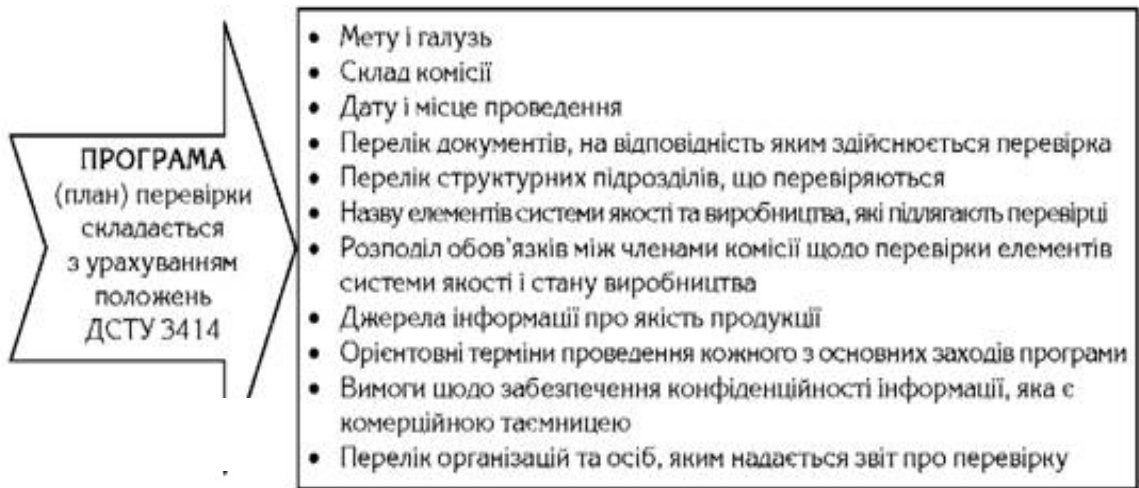 ПРОГРАМА
(план) перевірки
складається
з урахуванням
положень
ДСТУ 3414
• Мету і галузь
• Склад комісії
• Дату і місце проведення
• Перелік документів, на відповідність яким здійснюється перевірка
• Перелік структурних підрозділів, що перевіряються
• Назву елементів системи якості та виробництва, які підлягають перевірці
• Розподіл обов’язків між членами комісії щодо перевірки елементів
системи якості і стану виробництва
• Джерела інформації про якість продукції
• Орієнтовні терміни проведення кожного з основних заходів програми
• Вимоги щодо забезпечення конфіденційності інформації, яка є
комерційною таємницею
• Перелік організацій та осіб, яким надається звіт про перевірку